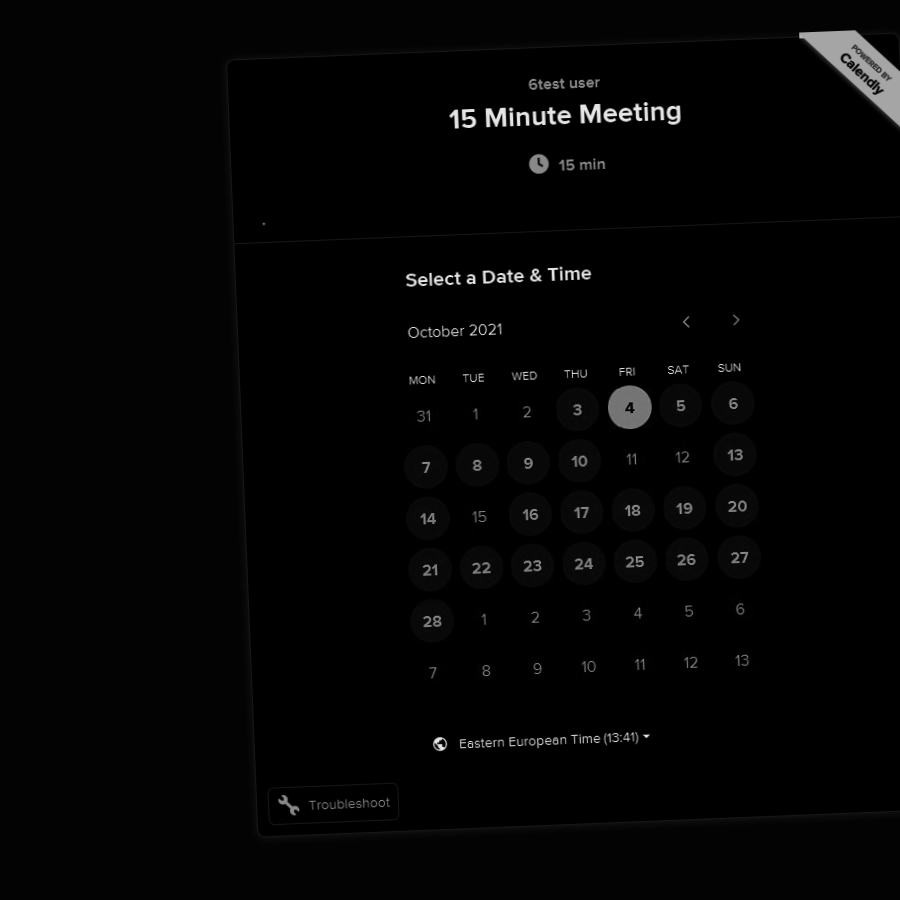 POWERED BY
Calendly
6test user
15 Minute Meeting
15 min
Select a Date & Time
October 2021
MON TUE WED THU FRI SAT SUN
31 1 2 3 4 5 6
7 8 9 10 11 12 13
14 15 16 17 18 19 20
21 22 23 24 25 26 27
28 1 2 3 4 5 6
7 8 9 10 11 12 13
Eastern European Time (13:41)
Troubleshoot